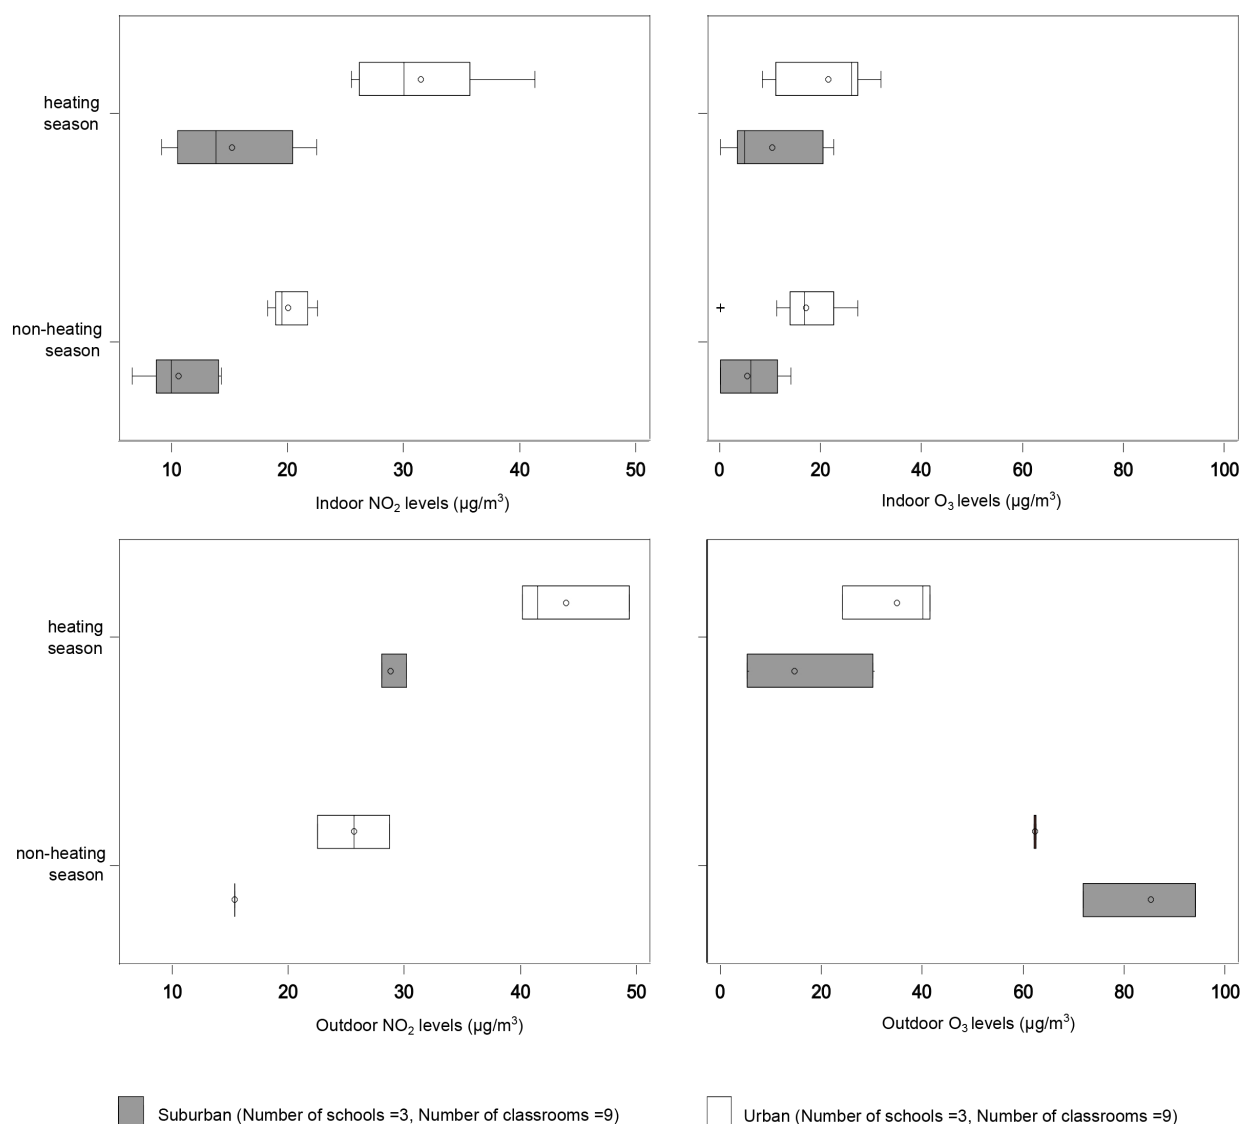 heating
season
non-heating
season
10 20 30 40 50
Indoor NO₂ levels (µg/m³)
0 20 40 60 80 100
Indoor O₃ levels (µg/m³)
heating
season
non-heating
season
10 20 30 40 50
Outdoor NO₂ levels (µg/m³)
0 20 40 60 80 100
Outdoor O₃ levels (µg/m³)
Suburban (Number of schools =3, Number of classrooms =9)
Urban (Number of schools =3, Number of classrooms =9)